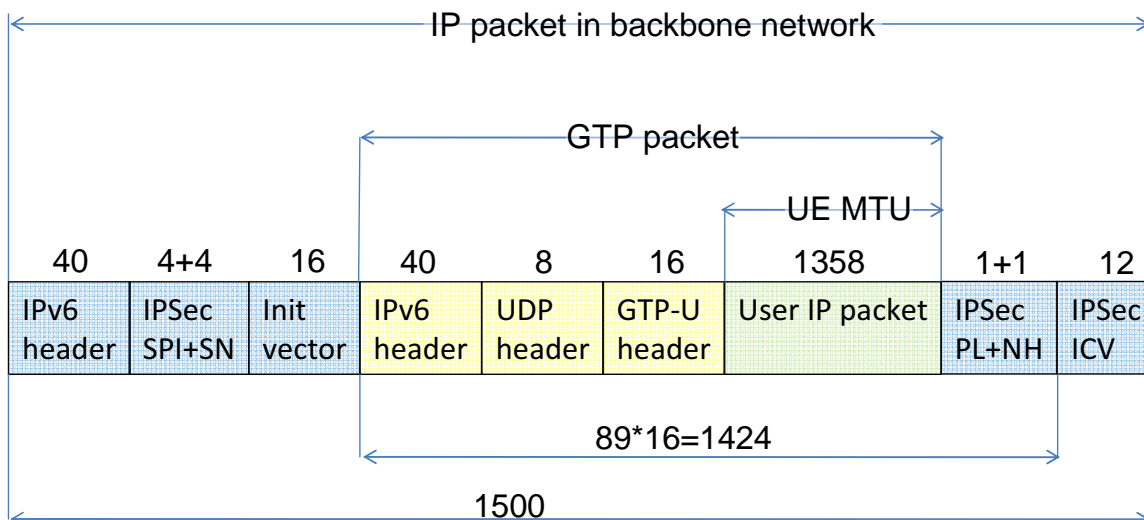 IP packet in backbone network
GTP packet
UE MTU
40 4+4 16 40 8 16 1358 1+1 12
IPv6 IPSec Init IPv6 UDP GTP-U User IP packet IPSec IPSec
header SPI+SN vector header header header PL+NH ICV
89*16=1424
1500